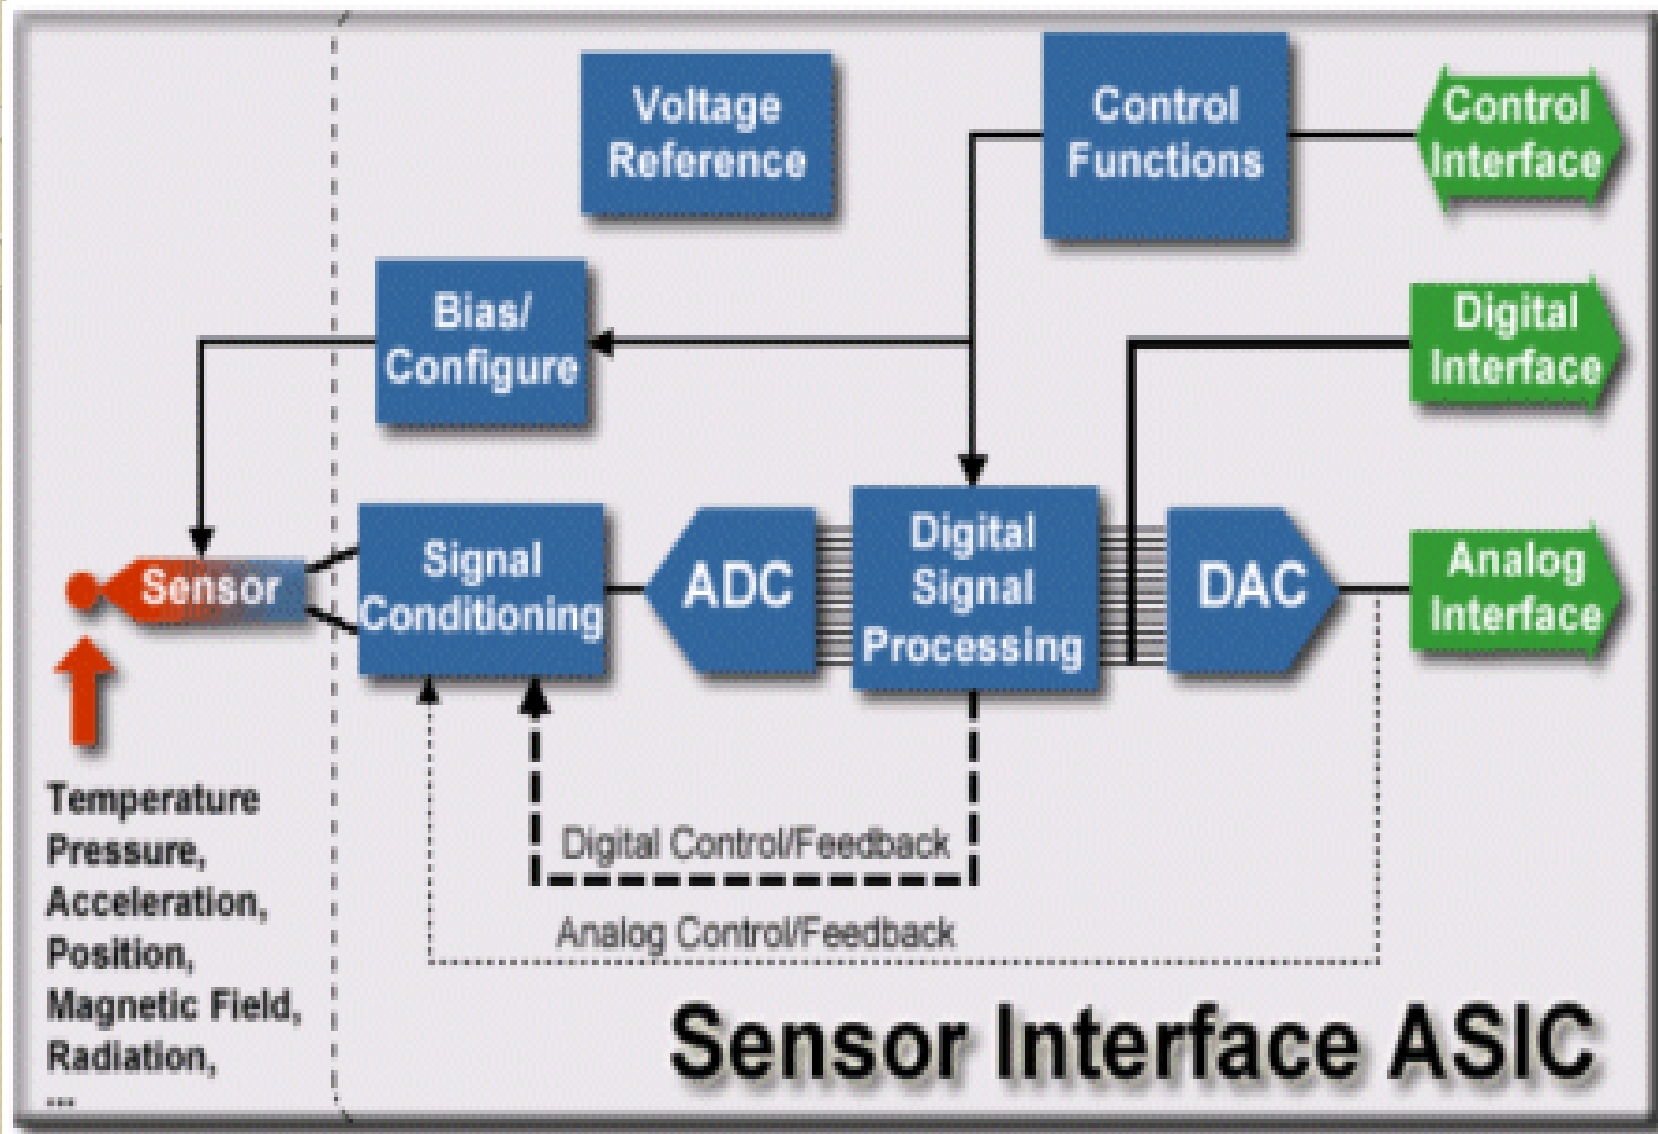 Voltage
Reference
Control
Functions
Control
Interface
Bias/
Configure
Digital
Interface
Sensor
Signal
Conditioning
ADC
Digital
Signal
Processing
DAC
Analog
Interface
Temperature
Pressure,
Acceleration,
Position,
Magnetic Field,
Radiation,
...
Digital Control/Feedback
Analog Control/Feedback
Sensor Interface ASIC